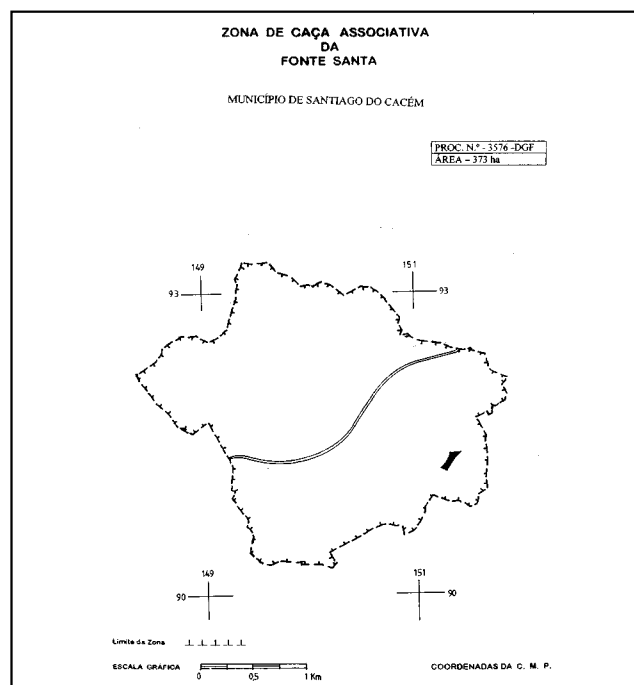 ZONA DE CAÇA ASSOCIATIVA
DA
FONTE SANTA
MUNICÍPIO DE SANTIAGO DO CACÉM
PROC. N.º - 3576 -DGF
ÁREA – 373 ha
149
93
151
93
149
90
151
90
Limite da Zona
ESCALA GRÁFICA
0 0,5 1 Km
COORDENADAS DA C. M. P.